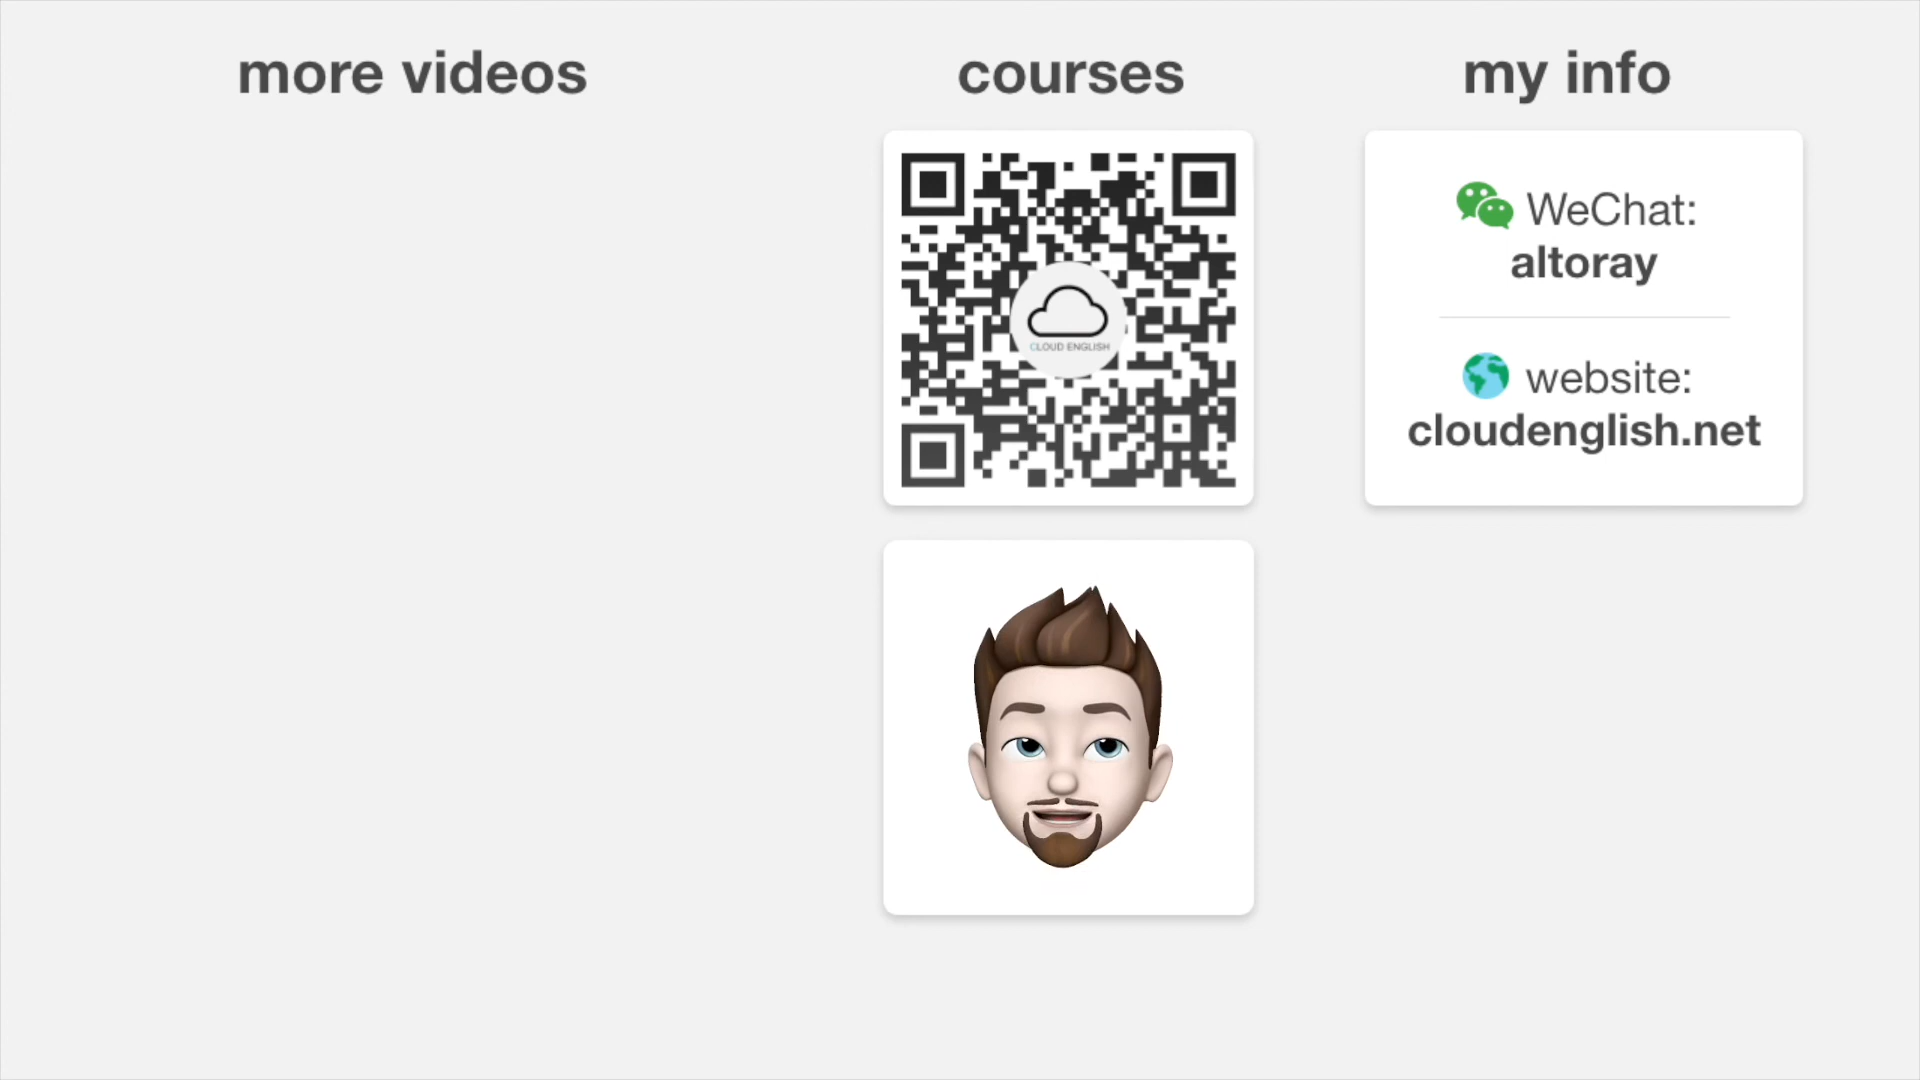 more videos
courses
CLOUD ENGLISH
my info
WeChat:
altoray
website:
cloudenglish.net